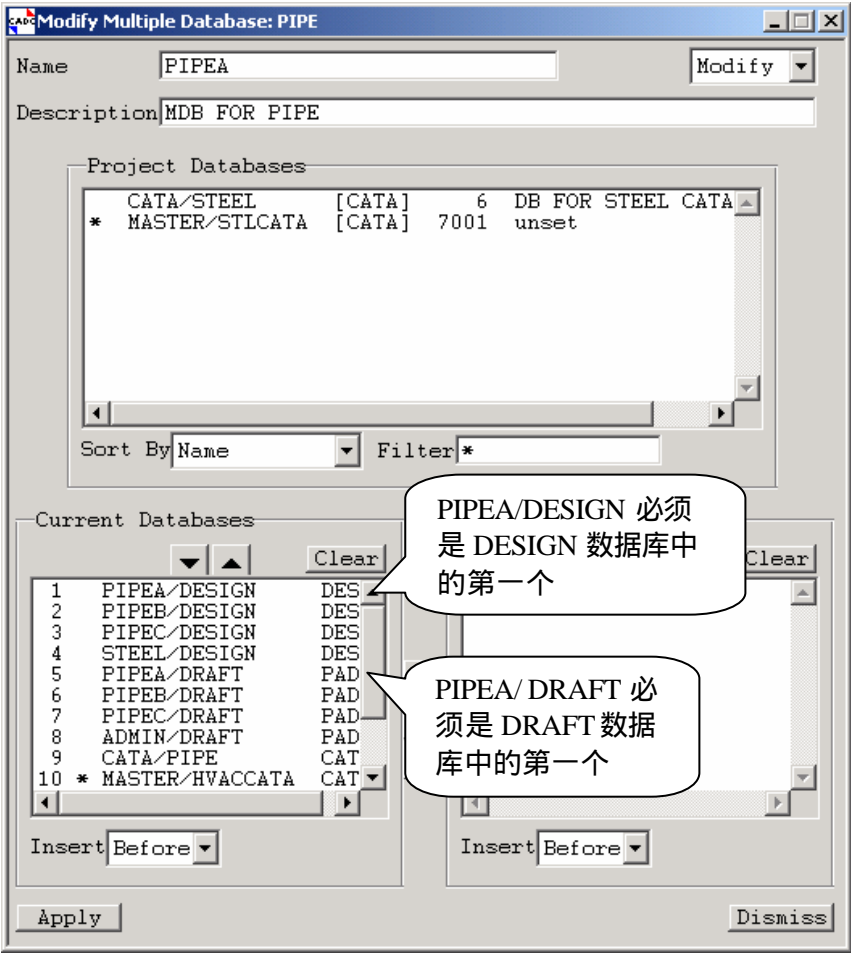 CADC Modify Multiple Database: PIPE
Name PIPEA Modify
Description MDB FOR PIPE
Project Databases
CATA/STEEL [CATA] 6 DB FOR STEEL CATA
* MASTER/STLCATA [CATA] 7001 unset
Sort By Name Filter *
PIPEA/DESIGN 必须
是 DESIGN 数据库中
的第一个
Current Databases
Clear Clear
1 PIPEA/DESIGN DES
2 PIPEB/DESIGN DES
3 PIPEC/DESIGN DES
4 STEEL/DESIGN DES
5 PIPEA/DRAFT PAD
6 PIPEB/DRAFT PAD
7 PIPEC/DRAFT PAD
8 ADMIN/DRAFT PAD
9 CATA/PIPE CAT
10 * MASTER/HVACCATA CAT
PIPEA/ DRAFT 必
须是 DRAFT 数据
库中的第一个
Insert Before Insert Before
Apply Dismiss